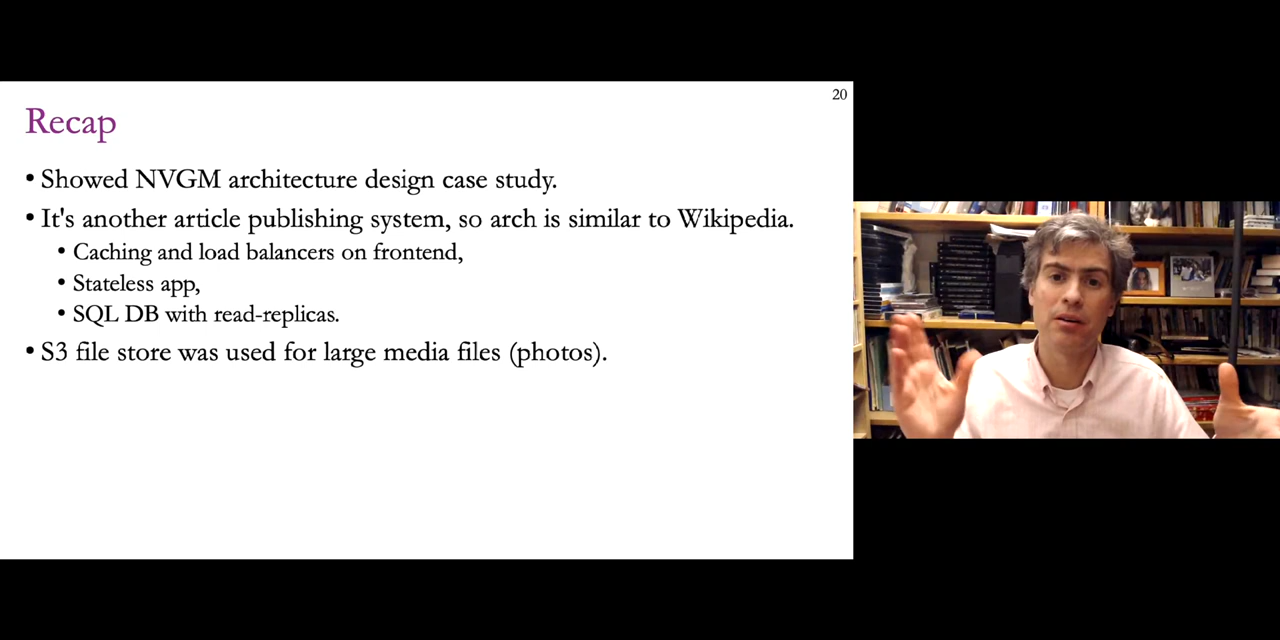 20
Recap
• Showed NVGM architecture design case study.
• It's another article publishing system, so arch is similar to Wikipedia.
• Caching and load balancers on frontend,
• Stateless app,
• SQL DB with read-replicas.
• S3 file store was used for large media files (photos).